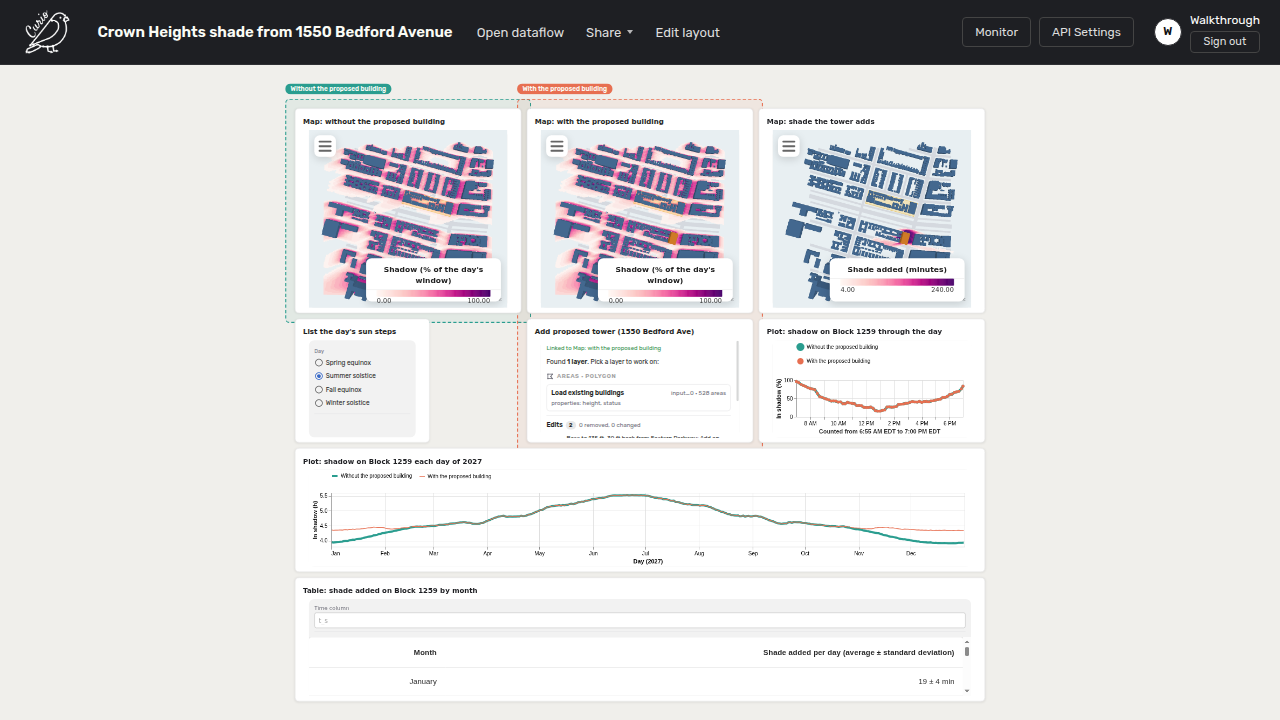 Curio
Crown Heights shade from 1550 Bedford Avenue
Open dataflow
Share
Edit layout
Monitor
API Settings
W
Walkthrough
Sign out
Without the proposed building
With the proposed building
Map: without the proposed building
Shadow (% of the day's
window)
0.00 100.00
Map: with the proposed building
Shadow (% of the day's
window)
0.00 100.00
Map: shade the tower adds
Shade added (minutes)
4.00 240.00
List the day's sun steps
Day
Spring equinox
Summer solstice
Fall equinox
Winter solstice
Add proposed tower (1550 Bedford Ave)
Linked to Map: with the proposed building
Found 1 layer. Pick a layer to work on:
AREAS · POLYGON
Load existing buildings input_0 · 528 areas
properties: height, status
Edits 2 0 removed, 0 changed
Plot: shadow on Block 1259 through the day
Without the proposed building
With the proposed building
In shadow (%)
100
50
0
8 AM 10 AM 12 PM 2 PM 4 PM 6 PM
Counted from 6:55 AM EDT to 7:00 PM EDT
Plot: shadow on Block 1259 each day of 2027
Without the proposed building With the proposed building
In shadow (h)
5.5
5.0
4.5
4.0
Jan Feb Mar Apr May Jun Jul Aug Sep Oct Nov Dec
Day (2027)
Table: shade added on Block 1259 by month
Time column
ts
Month Shade added per day (average ± standard deviation)
January 19 ± 4 min